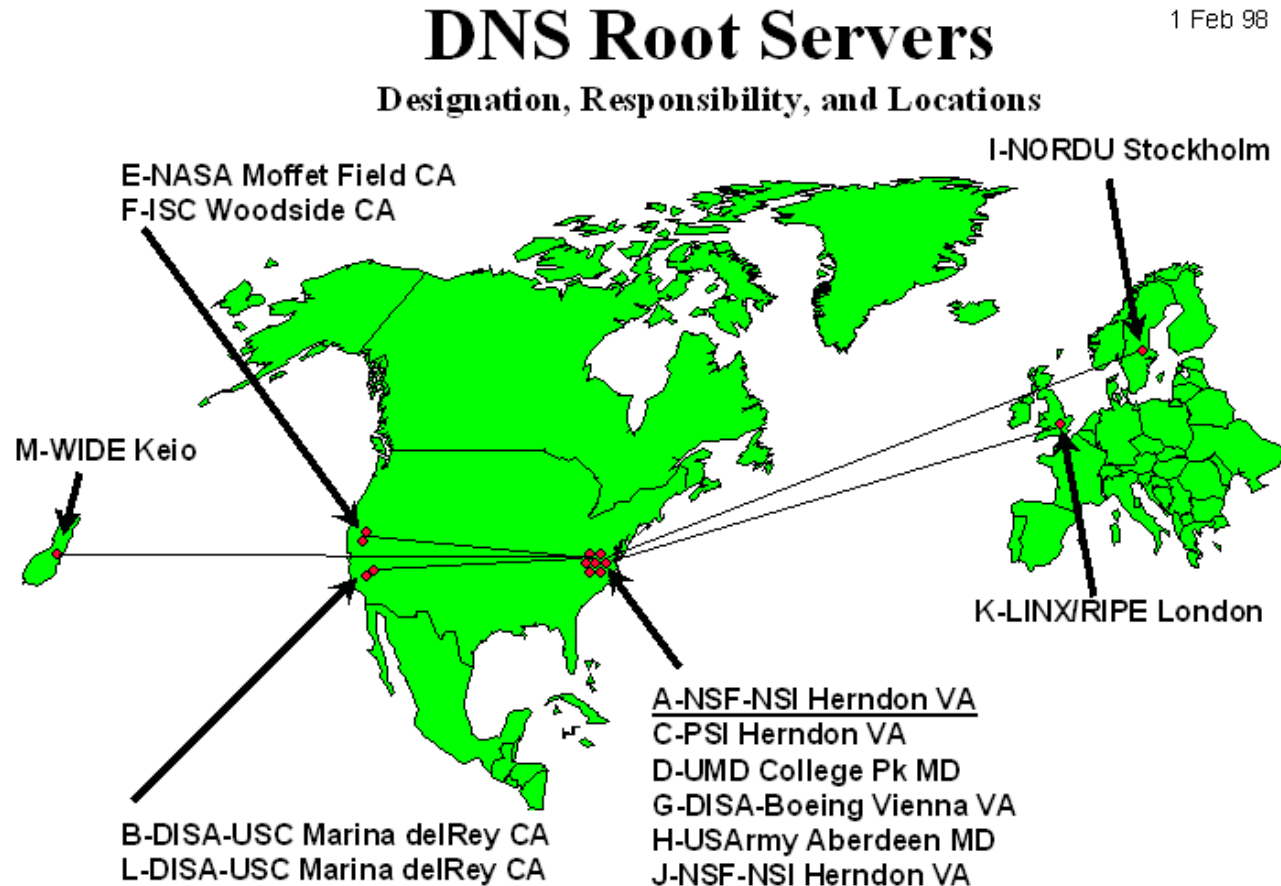 DNS Root Servers
1 Feb 98
Designation, Responsibility, and Locations
I-NORDU Stockholm
E-NASA Moffet Field CA
F-ISC Woodside CA
M-WIDE Keio
K-LINX/RIPE London
A-NSF-NSI Herndon VA
C-PSI Herndon VA
D-UMD College Pk MD
G-DISA-Boeing Vienna VA
H-USArmy Aberdeen MD
J-NSF-NSI Herndon VA
B-DISA-USC Marina delRey CA
L-DISA-USC Marina delRey CA